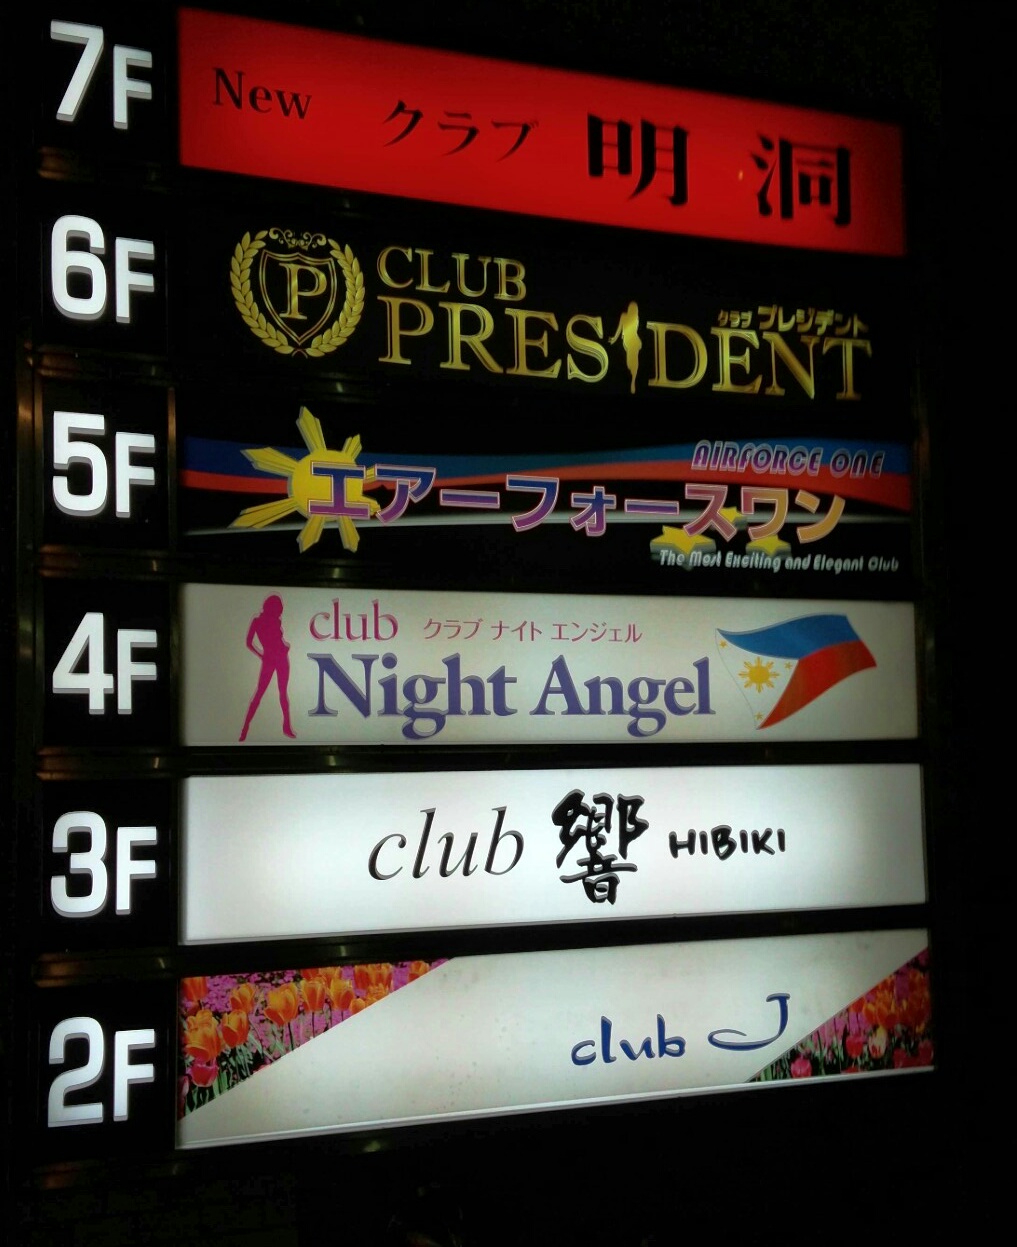 7F
New クラブ 明洞
6F
P
CLUB
PRESIDENT
クラブ プレジデント
5F
AIRFORCE ONE
エアーフォースワン
The Most Exciting and Elegant Club
4F
club クラブ ナイト エンジェル
Night Angel
3F
club 響 HIBIKI
2F
club J